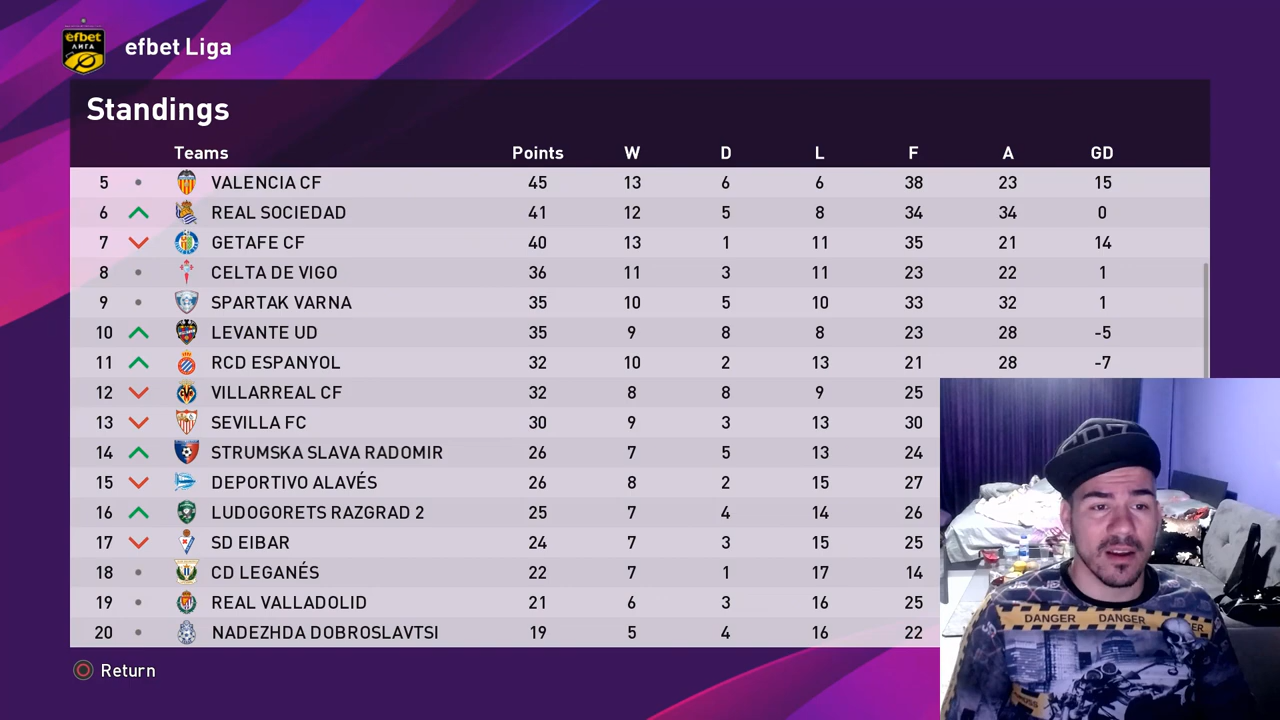 efbet
ЛИГА
efbet Liga
Standings
Teams Points W D L F A GD
5 VALENCIA CF 45 13 6 6 38 23 15
6 REAL SOCIEDAD 41 12 5 8 34 34 0
7 GETAFE CF 40 13 1 11 35 21 14
8 CELTA DE VIGO 36 11 3 11 23 22 1
9 SPARTAK VARNA 35 10 5 10 33 32 1
10 LEVANTE UD 35 9 8 8 23 28 -5
11 RCD ESPANYOL 32 10 2 13 21 28 -7
12 VILLARREAL CF 32 8 8 9 25
13 SEVILLA FC 30 9 3 13 30
14 STRUMSKA SLAVA RADOMIR 26 7 5 13 24
15 DEPORTIVO ALAVÉS 26 8 2 15 27
16 LUDOGORETS RAZGRAD 2 25 7 4 14 26
17 SD EIBAR 24 7 3 15 25
18 CD LEGANÉS 22 7 1 17 14
19 REAL VALLADOLID 21 6 3 16 25
20 NADEZHDA DOBROSLAVTSI 19 5 4 16 22
Return
DANGER DANGER